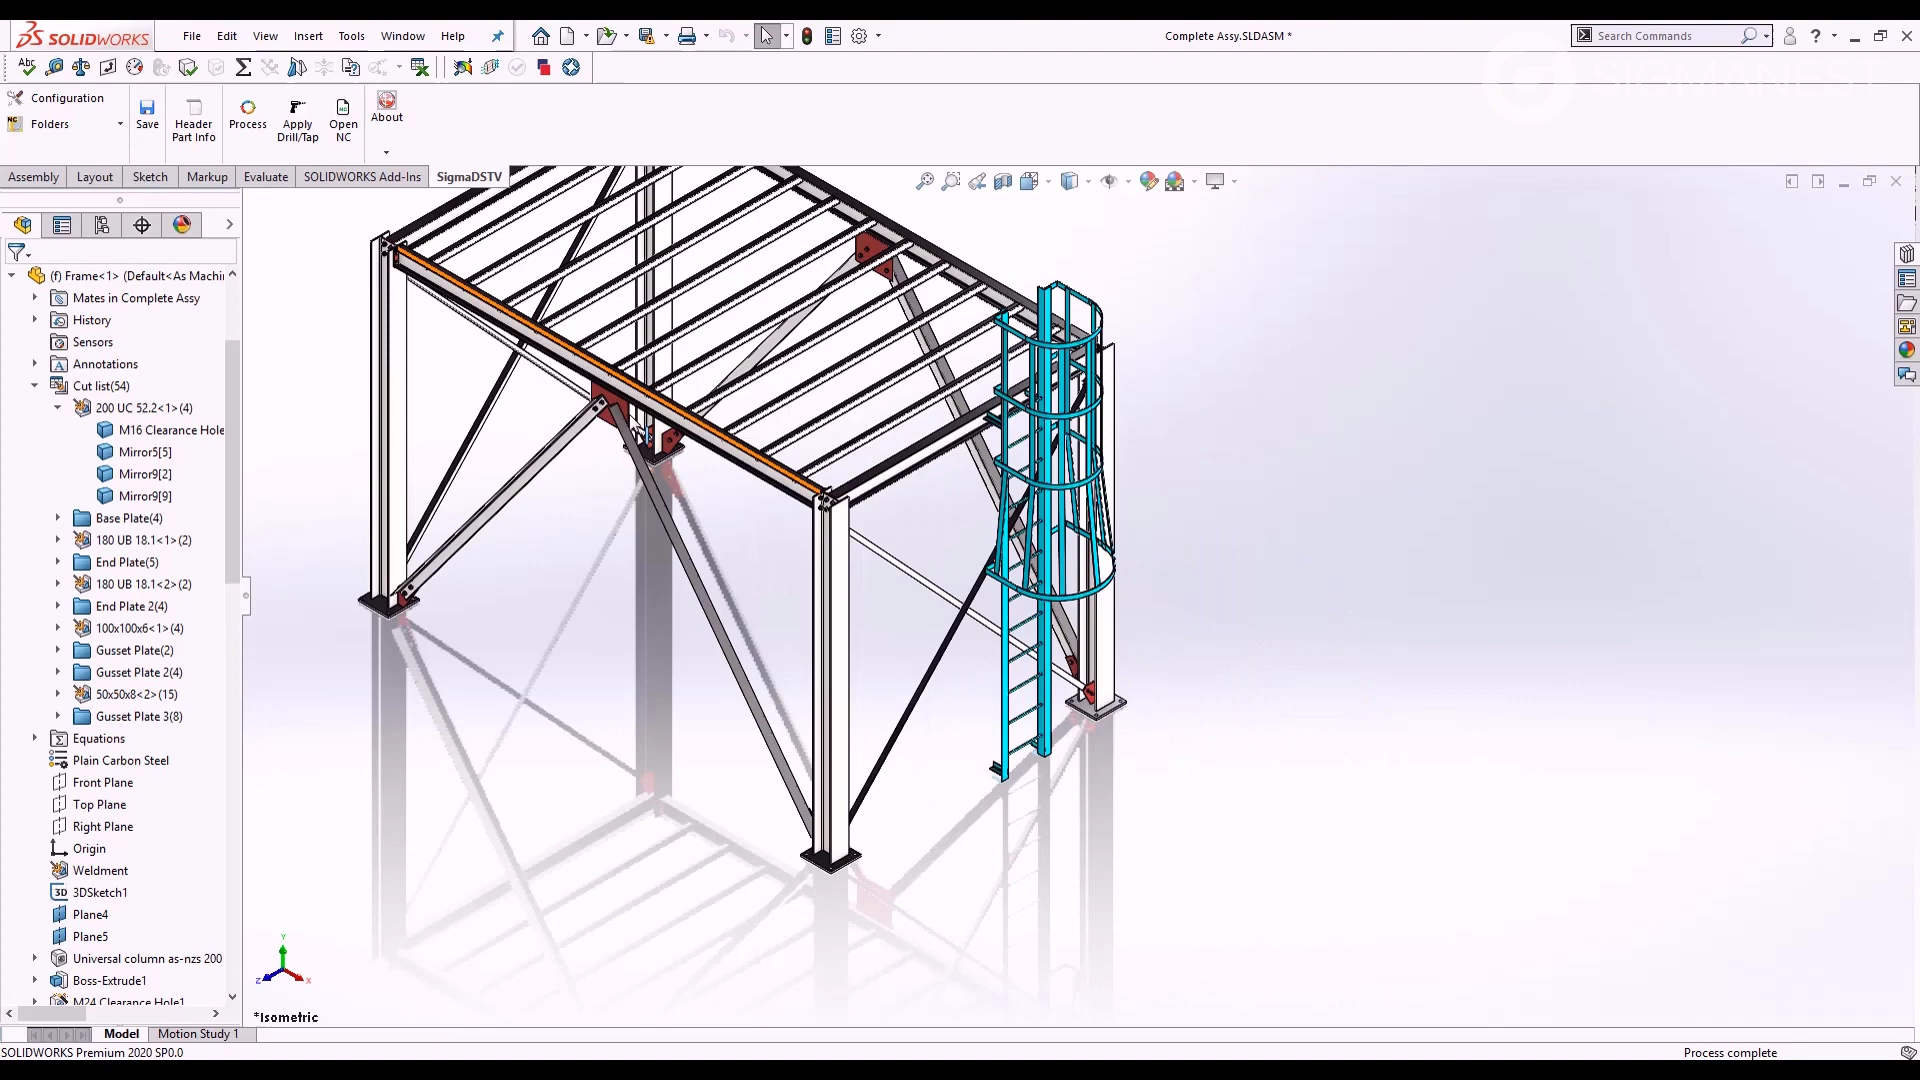 SOLIDWORKS File Edit View Insert Tools Window Help Complete Assy.SLDASM * Search Commands ?
Abc
Configuration
Folders
Save
Header Part Info
Process
Apply Drill/Tap
Open NC
About
Assembly Layout Sketch Markup Evaluate SOLIDWORKS Add-Ins SigmaDSTV
SIGMANEST
(f) Frame<1> (Default<As Machi
Mates in Complete Assy
History
Sensors
Annotations
Cut list(54)
200 UC 52.2<1>(4)
M16 Clearance Hole
Mirror5[5]
Mirror9[2]
Mirror9[9]
Base Plate(4)
180 UB 18.1<1>(2)
End Plate(5)
180 UB 18.1<2>(2)
End Plate 2(4)
100x100x6<1>(4)
Gusset Plate(2)
Gusset Plate 2(4)
50x50x8<2>(15)
Gusset Plate 3(8)
Equations
Plain Carbon Steel
Front Plane
Top Plane
Right Plane
Origin
Weldment
3D 3DSketch1
Plane4
Plane5
Universal column as-nzs 200
Boss-Extrude1
M24 Clearance Hole1
Y
Z X
*Isometric
Model Motion Study 1
SOLIDWORKS Premium 2020 SP0.0 Process complete